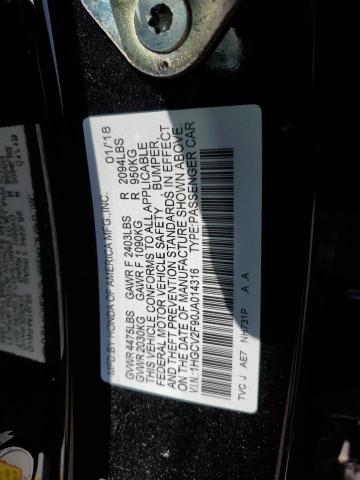 MFD.BY HONDA OF AMERICA MFG.,INC. 01/18
GVWR 4475LBS GAWR F 2403LBS R 2094LBS
GVWR 2030KG GAWR F 1090KG R 950KG
THIS VEHICLE CONFORMS TO ALL APPLICABLE
FEDERAL MOTOR VEHICLE SAFETY BUMPER,
AND THEFT PREVENTION STANDARDS IN EFFECT
ON THE DATE OF MANUFACTURE SHOWN ABOVE.
V.I.N.:1HGCV2F90JA014316 TYPE:PASSENGER CAR
TVC J AE7 NH731P A A